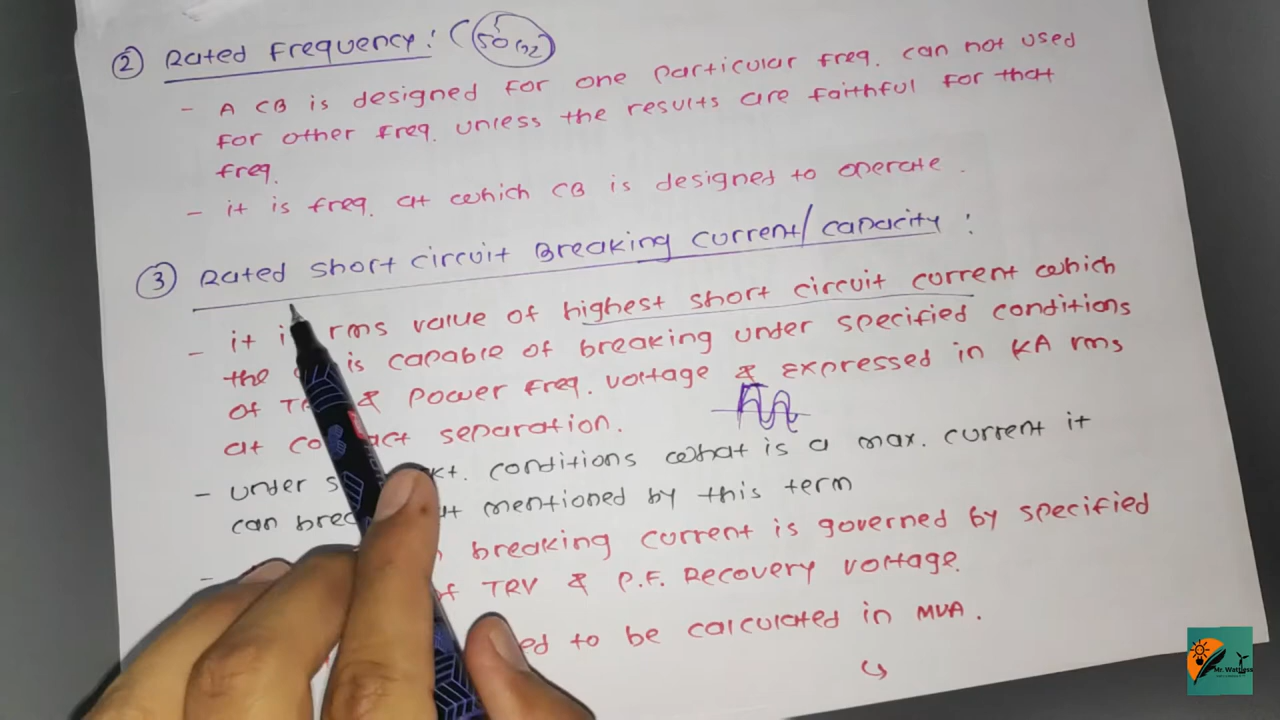 ② Rated Frequency: (50Hz)
- A CB is designed for one particular freq. can not used
for other freq. unless the results are faithful for that
freq.
- it is freq. at which CB is designed to operate.
③ Rated short circuit Breaking current/capacity:
- it is rms value of highest short circuit current which
the is capable of breaking under specified conditions
of & Power freq. voltage & expressed in KA rms
at contact separation.
- under conditions what is a max. current it
can mentioned by this term
- breaking current is governed by specified
of TRV & P.F. Recovery voltage.
to be calculated in MVA.
Mr. Wattless